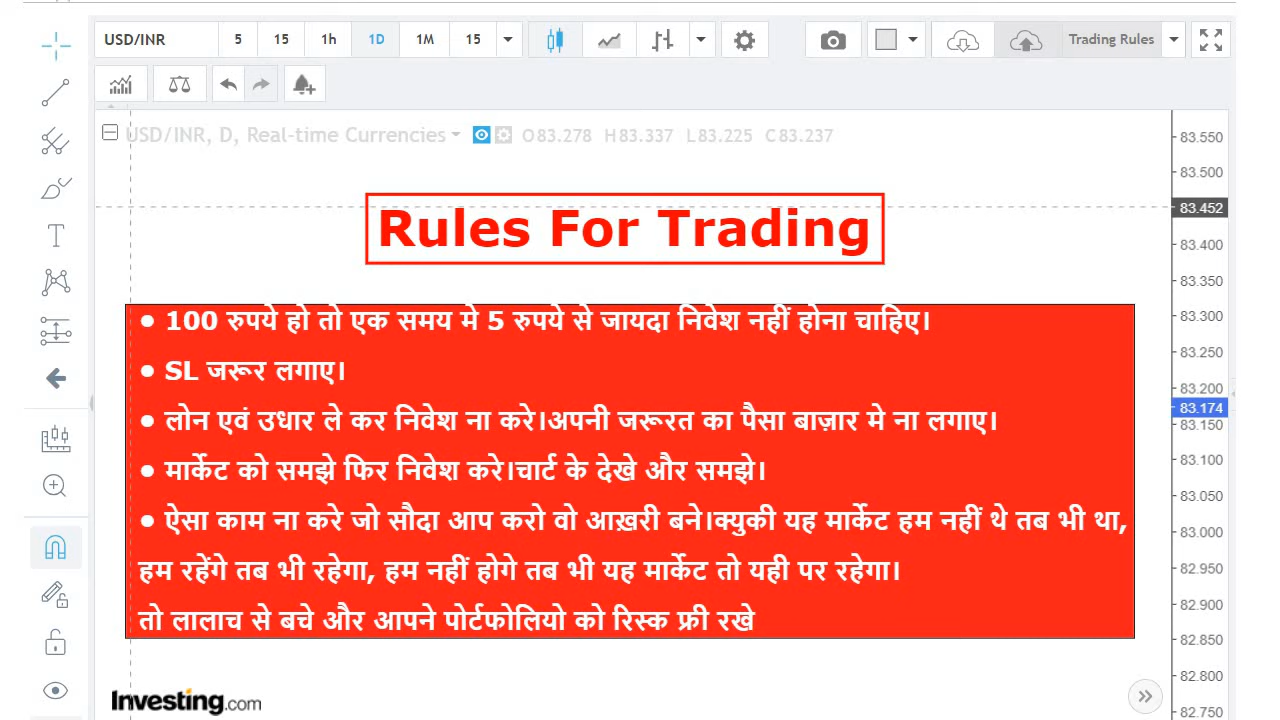 USD/INR 5 15 1h 1D 1M 15 Trading Rules
USD/INR, D, Real-time Currencies O83.278 H83.337 L83.225 C83.237
83.550
83.500
83.452
83.400
83.350
83.300
83.250
83.200
83.174
83.150
83.100
83.050
83.000
82.950
82.900
82.850
82.800
82.750
Rules For Trading
● 100 रुपये हो तो एक समय मे 5 रुपये से जायदा निवेश नहीं होना चाहिए।
● SL जरूर लगाए।
● लोन एवं उधार ले कर निवेश ना करे।अपनी जरूरत का पैसा बाज़ार मे ना लगाए।
● मार्केट को समझे फिर निवेश करे।चार्ट के देखे और समझे।
● ऐसा काम ना करे जो सौदा आप करो वो आख़री बने।क्युकी यह मार्केट हम नहीं थे तब भी था,
हम रहेंगे तब भी रहेगा, हम नहीं होगे तब भी यह मार्केट तो यही पर रहेगा।
तो लालाच से बचे और आपने पोर्टफोलियो को रिस्क फ्री रखे
Investing.com